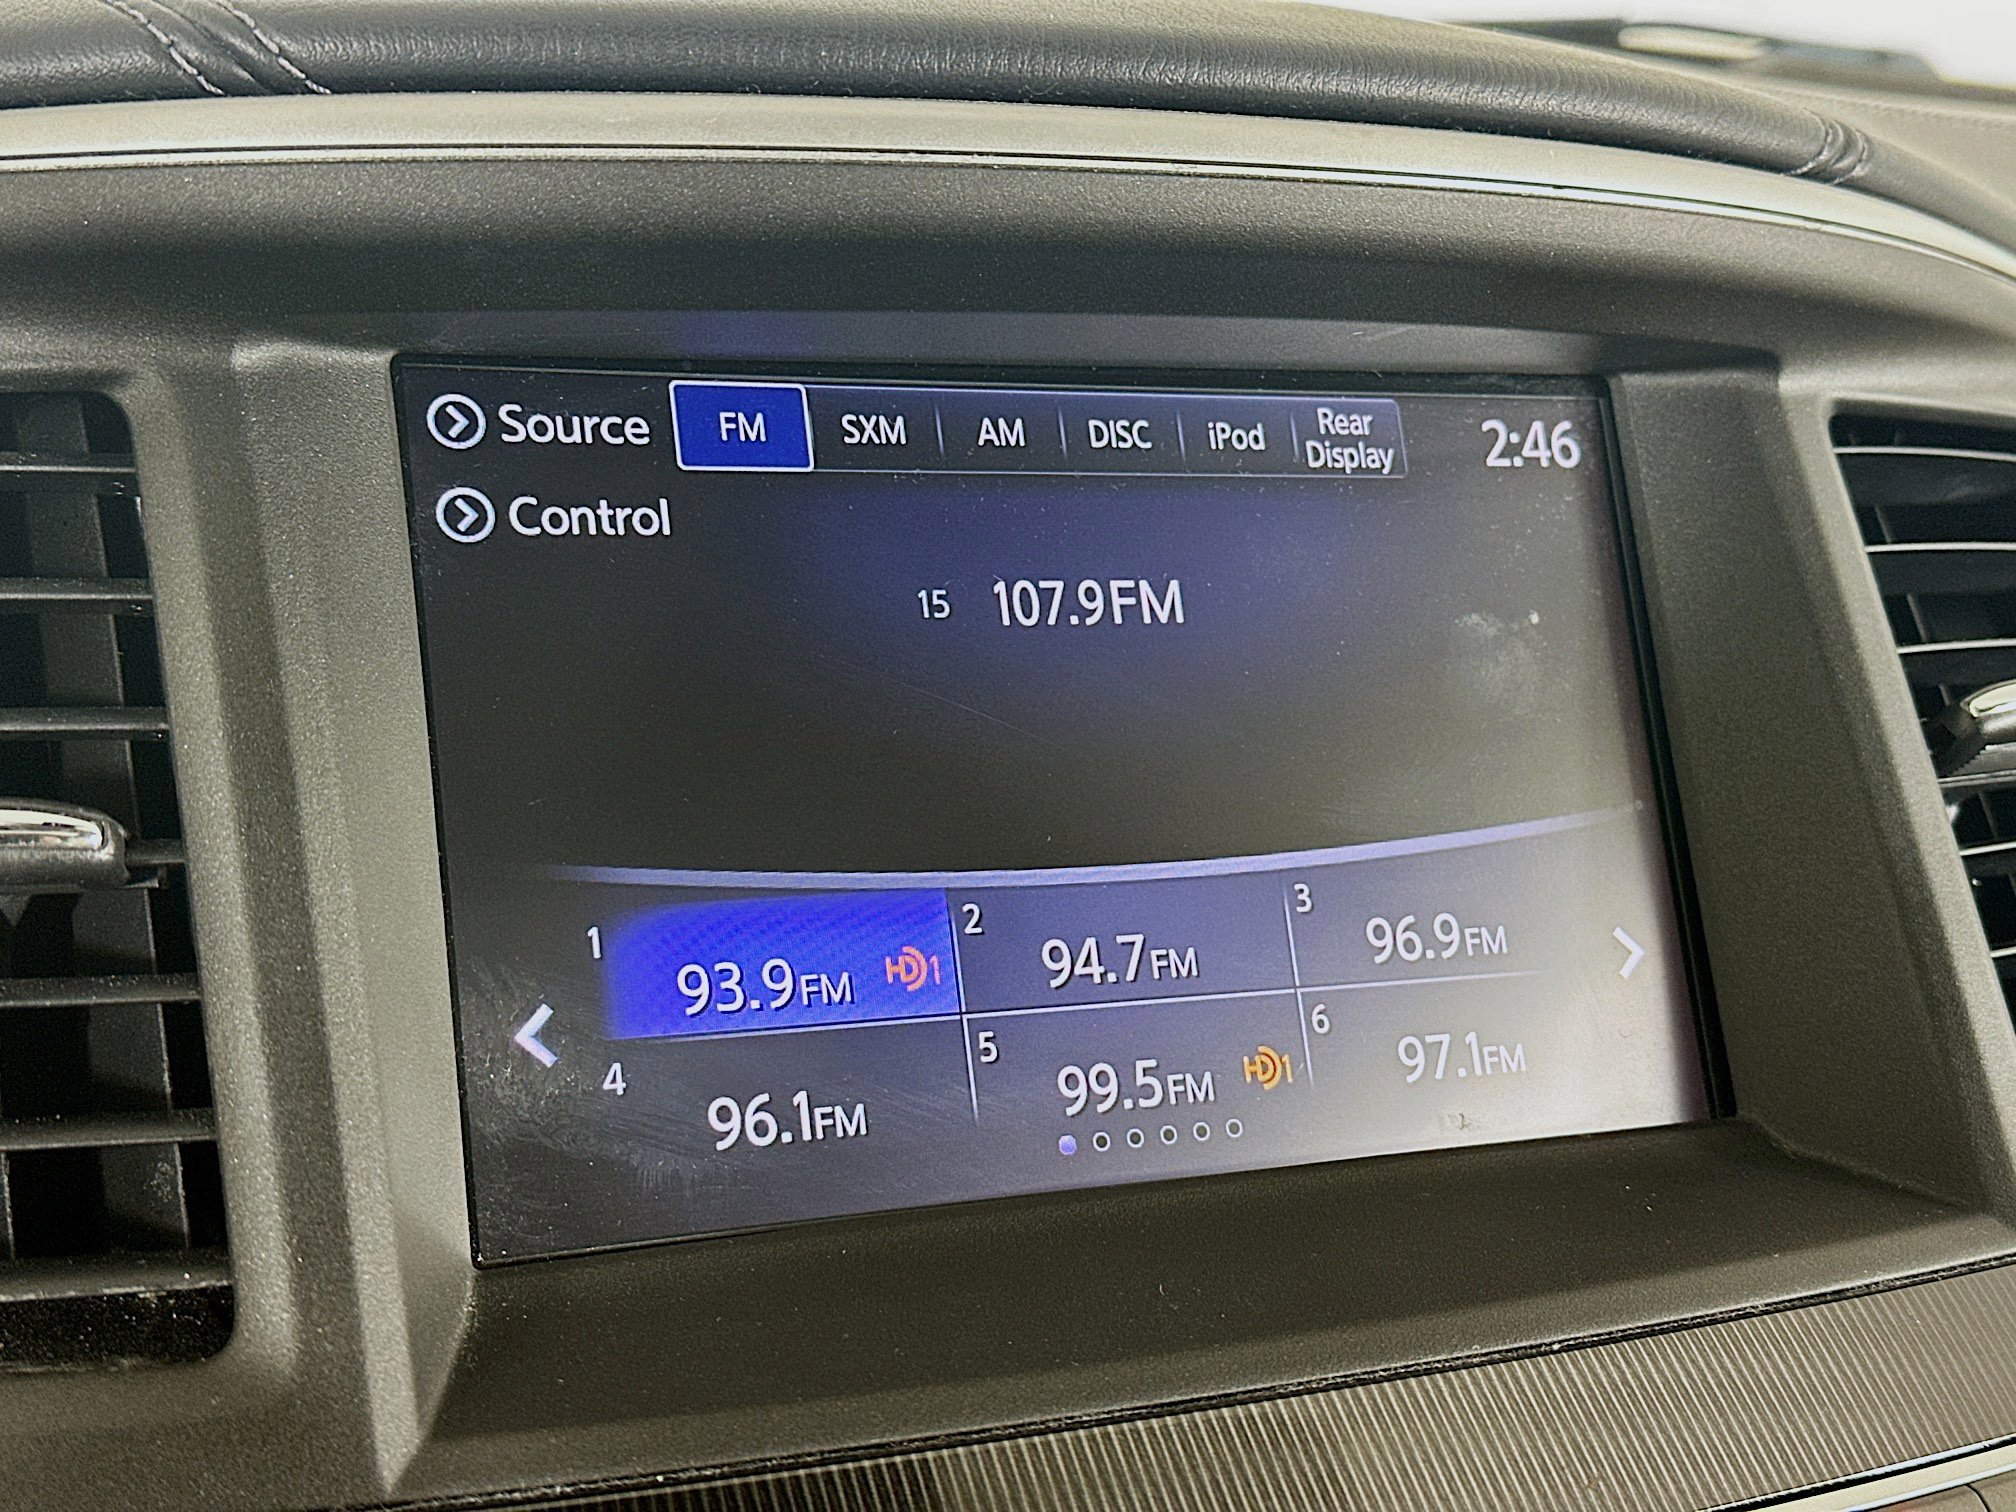 Source FM SXM AM DISC iPod Rear Display 2:46
Control
15 107.9FM
1 93.9FM HD1 2 94.7FM 3 96.9FM
4 96.1FM 5 99.5FM HD1 6 97.1FM